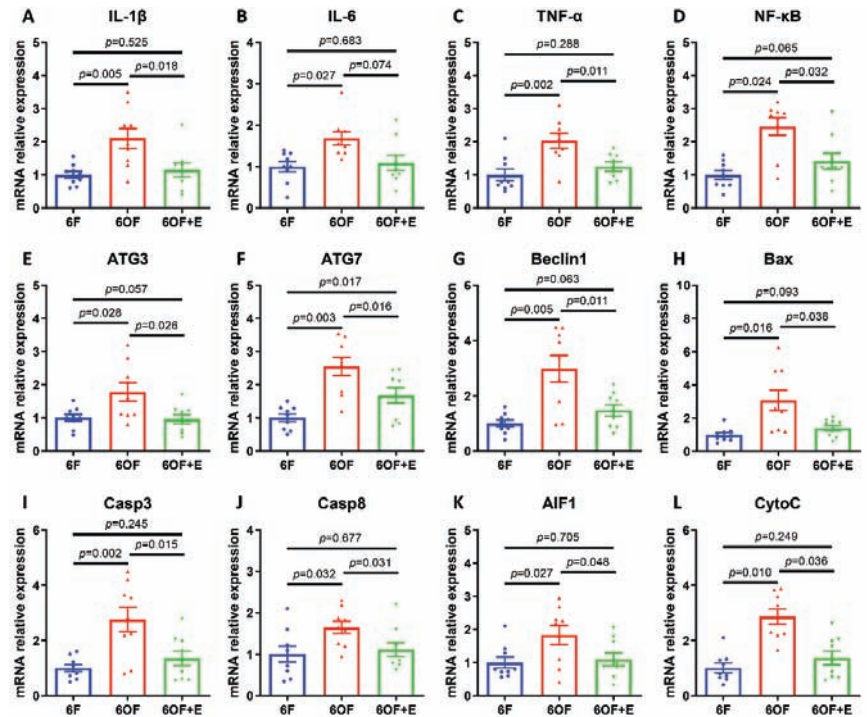 A IL-1β
mRNA relative expression
5
4
3
2
1
0
p=0.525
p=0.005 p=0.018
6F 6OF 6OF+E
B IL-6
mRNA relative expression
4
3
2
1
0
p=0.683
p=0.027 p=0.074
6F 6OF 6OF+E
C TNF-α
mRNA relative expression
5
4
3
2
1
0
p=0.288
p=0.002 p=0.011
6F 6OF 6OF+E
D NF-κB
mRNA relative expression
5
4
3
2
1
0
p=0.065
p=0.024 p=0.032
6F 6OF 6OF+E
E ATG3
mRNA relative expression
5
4
3
2
1
0
p=0.057
p=0.028 p=0.026
6F 6OF 6OF+E
F ATG7
mRNA relative expression
5
4
3
2
1
0
p=0.017
p=0.003 p=0.016
6F 6OF 6OF+E
G Beclin1
mRNA relative expression
6
4
2
0
p=0.063
p=0.005 p=0.011
6F 6OF 6OF+E
H Bax
mRNA relative expression
10
8
6
4
2
0
p=0.093
p=0.016 p=0.038
6F 6OF 6OF+E
I Casp3
mRNA relative expression
6
4
2
0
p=0.245
p=0.002 p=0.015
6F 6OF 6OF+E
J Casp8
mRNA relative expression
4
3
2
1
0
p=0.677
p=0.032 p=0.031
6F 6OF 6OF+E
K AIF1
mRNA relative expression
5
4
3
2
1
0
p=0.705
p=0.027 p=0.048
6F 6OF 6OF+E
L CytoC
mRNA relative expression
6
4
2
0
p=0.249
p=0.010 p=0.036
6F 6OF 6OF+E